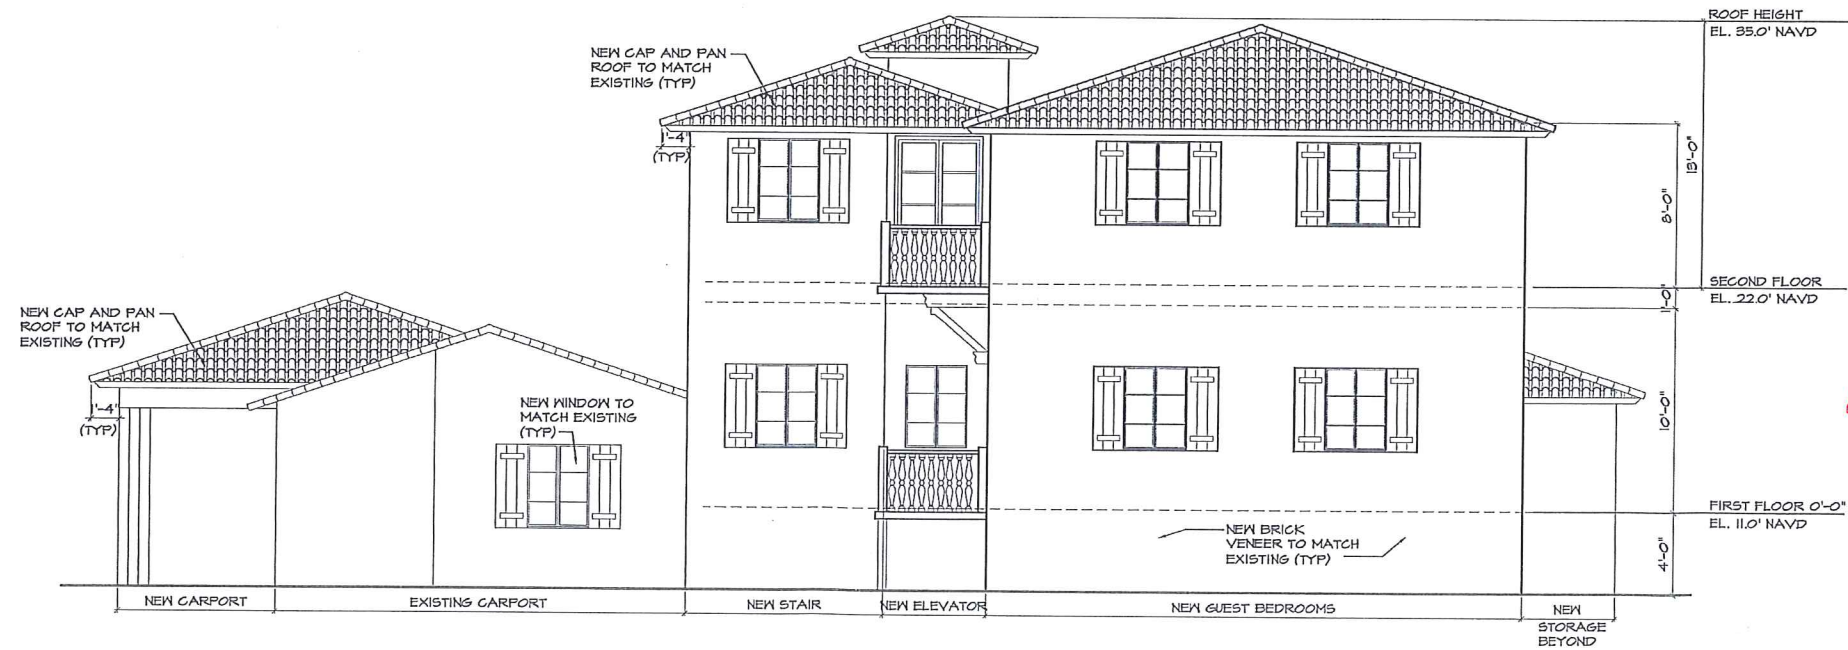 ROOF HEIGHT
EL. 35.0' NAVD
NEW CAP AND PAN
ROOF TO MATCH
EXISTING (TYP)
1'-4"
(TYP)
13'-0"
8'-0"
SECOND FLOOR
EL. 22.0' NAVD
1'-0"
NEW CAP AND PAN
ROOF TO MATCH
EXISTING (TYP)
1'-4"
(TYP)
NEW WINDOW TO
MATCH EXISTING
(TYP)
10'-0"
FIRST FLOOR 0'-0"
EL. 11.0' NAVD
NEW BRICK
VENEER TO MATCH
EXISTING (TYP)
4'-0"
NEW CARPORT
EXISTING CARPORT
NEW STAIR
NEW ELEVATOR
NEW GUEST BEDROOMS
NEW
STORAGE
BEYOND